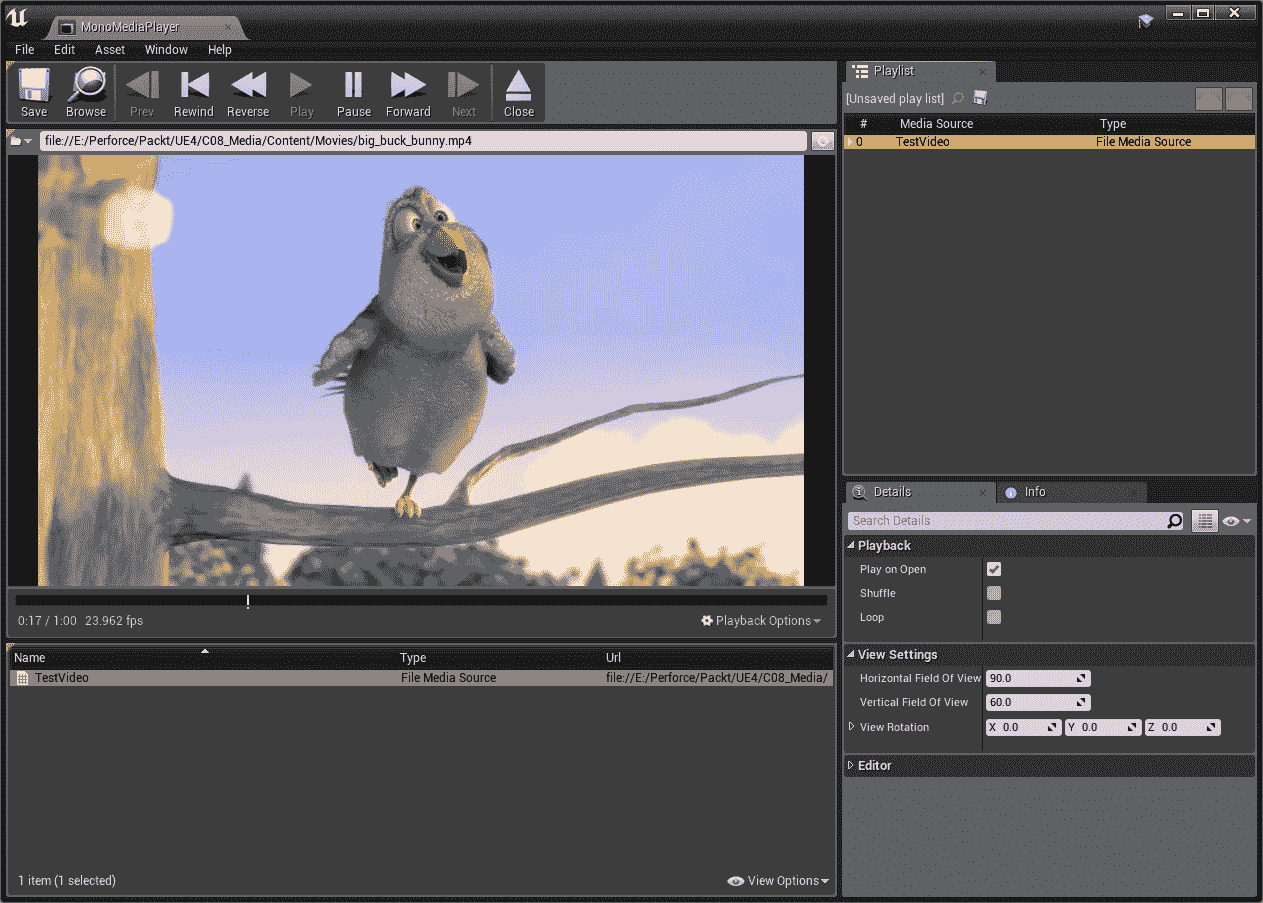 MonoMediaPlayer
File Edit Asset Window Help
Save Browse Prev Rewind Reverse Play Pause Forward Next Close
file://E:/Perforce/Packt/UE4/C08_Media/Content/Movies/big_buck_bunny.mp4
0:17 / 1:00 23.962 fps
Playback Options
Name Type Url
TestVideo File Media Source file://E:/Perforce/Packt/UE4/C08_Media/
1 item (1 selected)
View Options
Playlist
[Unsaved play list]
# Media Source Type
0 TestVideo File Media Source
Details Info
Search Details
Playback
Play on Open
Shuffle
Loop
View Settings
Horizontal Field Of View 90.0
Vertical Field Of View 60.0
View Rotation X 0.0 Y 0.0 Z 0.0
Editor